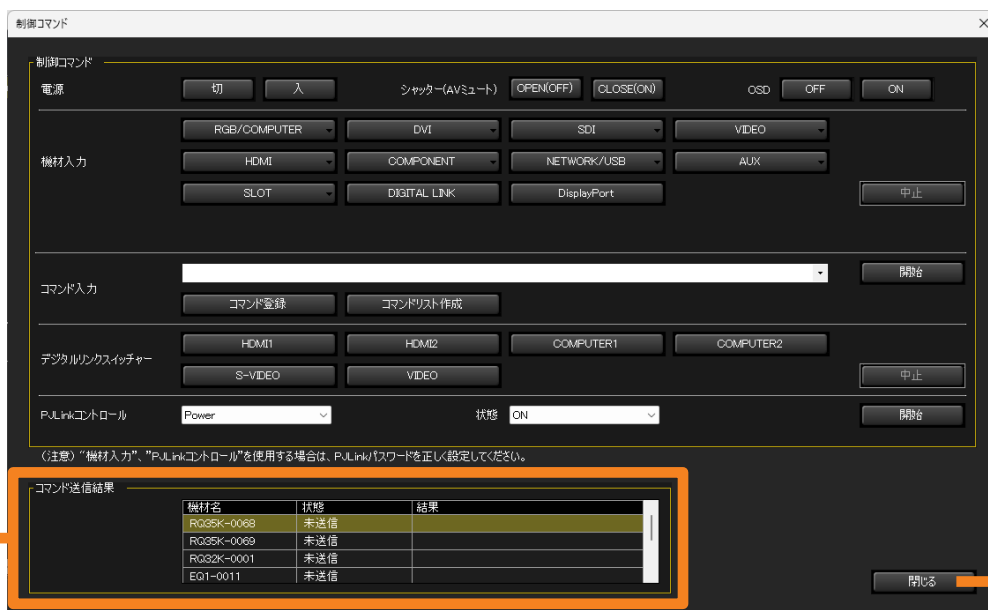 制御コマンド
制御コマンド
電源 切 入 シャッター(AVミュート) OPEN(OFF) CLOSE(ON) OSD OFF ON
RGB/COMPUTER DVI SDI VIDEO
機材入力 HDMI COMPONENT NETWORK/USB AUX
SLOT DIGITAL LINK DisplayPort 中止
開始
コマンド入力
コマンド登録 コマンドリスト作成
HDMI1 HDMI2 COMPUTER1 COMPUTER2
デジタルリンクスイッチャー
S-VIDEO VIDEO 中止
PJLinkコントロール Power 状態 ON 開始
(注意) "機材入力"、"PJLinkコントロール"を使用する場合は、PJLinkパスワードを正しく設定してください。
コマンド送信結果
機材名 状態 結果
RQ35K-0068 未送信
RQ35K-0069 未送信
RQ32K-0001 未送信
EQ1-0011 未送信
閉じる